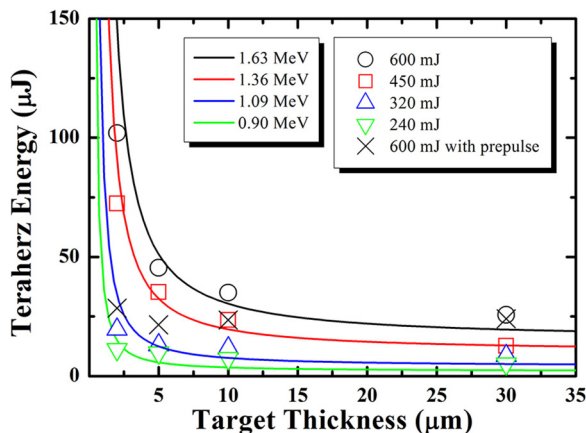 150
100
50
0
Teraherz Energy (μJ)
1.63 MeV
1.36 MeV
1.09 MeV
0.90 MeV
600 mJ
450 mJ
320 mJ
240 mJ
600 mJ with prepulse
5 10 15 20 25 30 35
Target Thickness (μm)